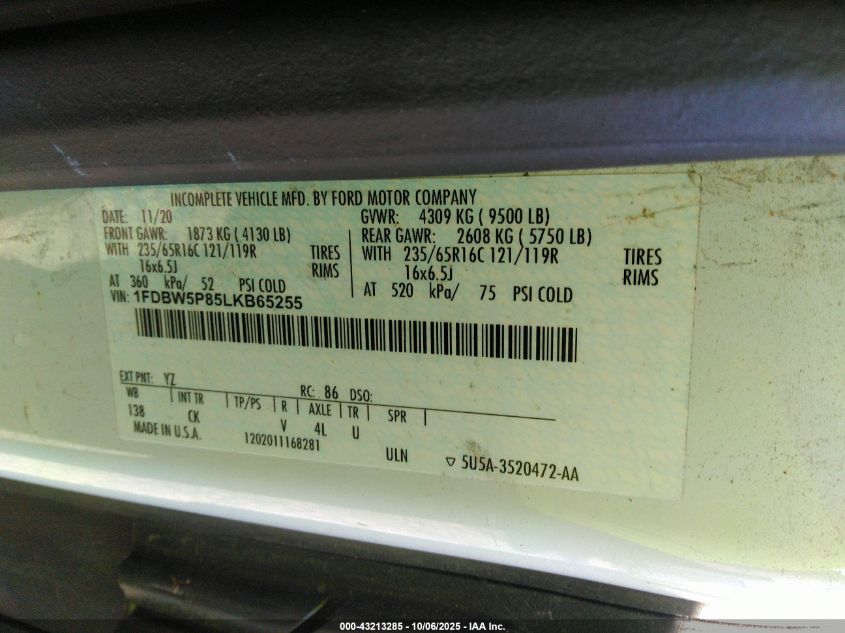 INCOMPLETE VEHICLE MFD. BY FORD MOTOR COMPANY
DATE: 11/20 GVWR: 4309 KG ( 9500 LB)
FRONT GAWR: 1873 KG ( 4130 LB) REAR GAWR: 2608 KG ( 5750 LB)
WITH 235/65R16C 121/119R TIRES WITH 235/65R16C 121/119R TIRES
16x6.5J RIMS 16x6.5J RIMS
AT 360 kPa/ 52 PSI COLD AT 520 kPa/ 75 PSI COLD
VIN: 1FDBW5P85LKB65255
EXT PNT: YZ RC: 86 DSO:
WB INT TR TP/PS R AXLE TR SPR
138 CK V 4L U
MADE IN U.S.A. 1202011168281 ULN ▽ 5U5A-3520472-AA
000-43213285 - 10/06/2025 - IAA Inc.